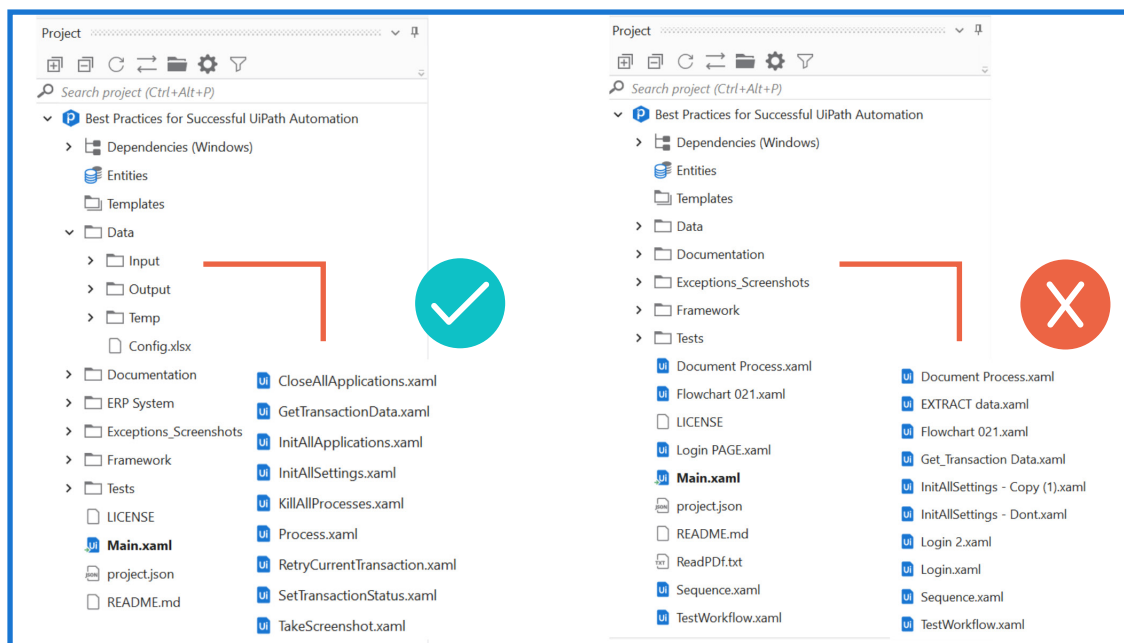 Project
Search project (Ctrl+Alt+P)
Best Practices for Successful UiPath Automation
Dependencies (Windows)
Entities
Templates
Data
Input
Output
Temp
Config.xlsx
Documentation
ERP System
Exceptions_Screenshots
Framework
Tests
LICENSE
Main.xaml
project.json
README.md
CloseAllApplications.xaml
GetTransactionData.xaml
InitAllApplications.xaml
InitAllSettings.xaml
KillAllProcesses.xaml
Process.xaml
RetryCurrentTransaction.xaml
SetTransactionStatus.xaml
TakeScreenshot.xaml
Project
Search project (Ctrl+Alt+P)
Best Practices for Successful UiPath Automation
Dependencies (Windows)
Entities
Templates
Data
Documentation
Exceptions_Screenshots
Framework
Tests
Document Process.xaml
Flowchart 021.xaml
LICENSE
Login PAGE.xaml
Main.xaml
project.json
README.md
ReadPDf.txt
Sequence.xaml
TestWorkflow.xaml
Document Process.xaml
EXTRACT data.xaml
Flowchart 021.xaml
Get_Transaction Data.xaml
InitAllSettings - Copy (1).xaml
InitAllSettings - Dont.xaml
Login 2.xaml
Login.xaml
Sequence.xaml
TestWorkflow.xaml